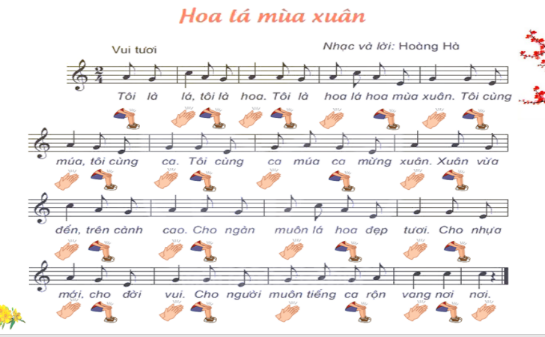 Hoa lá mùa xuân
Vui tươi
Nhạc và lời: Hoàng Hà
Tôi là lá, tôi là hoa. Tôi là hoa lá hoa mùa xuân. Tôi cùng
múa, tôi cùng ca. Tôi cùng ca múa ca mừng xuân. Xuân vừa
đến, trên cành cao. Cho ngàn muôn lá hoa đẹp tươi. Cho nhựa
mới, cho đời vui. Cho người muôn tiếng ca rộn vang nơi nơi.